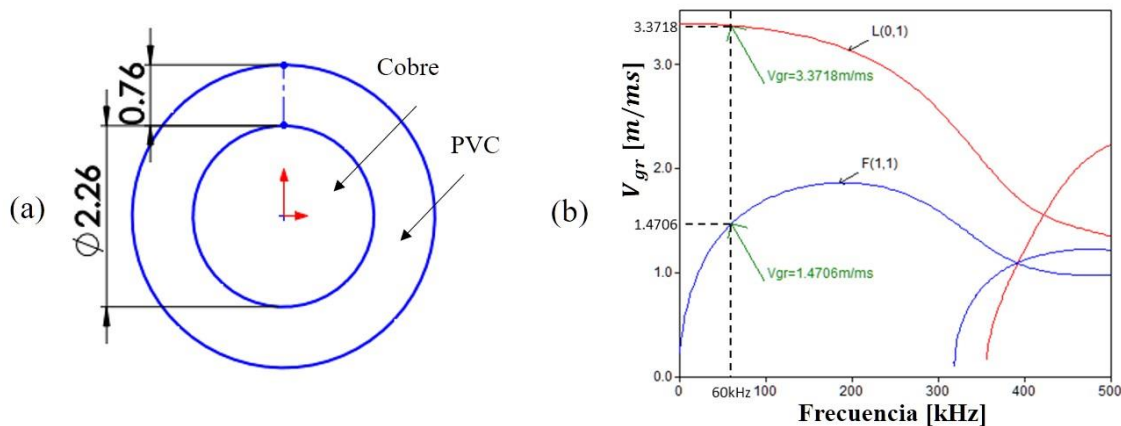 (a)
0.76
∅2.26
Cobre
PVC
(b)
V_gr [m/ms]
3.3718
3.0
2.0
1.4706
1.0
0.0
L(0,1)
Vgr=3.3718m/ms
F(1,1)
Vgr=1.4706m/ms
0 60kHz 100 200 300 400 500
Frecuencia [kHz]